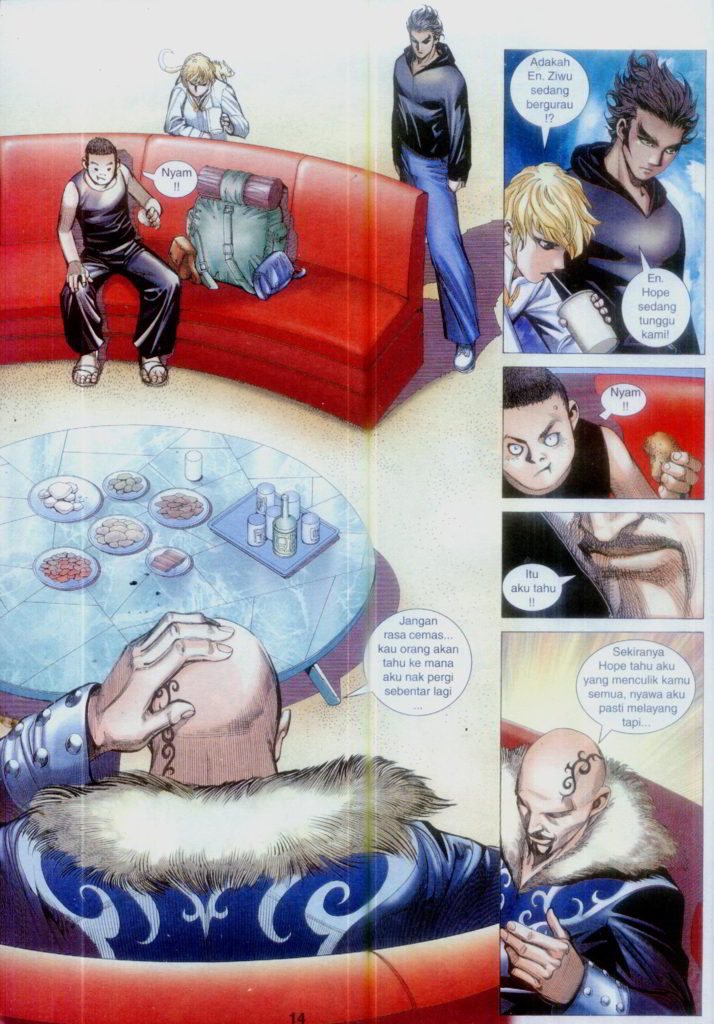 Nyam
!!
Jangan
rasa cemas...
kau orang akan
tahu ke mana
aku nak pergi
sebentar lagi
...
Adakah
En. Ziwu
sedang
bergurau
!?
En.
Hope
sedang
tunggu
kami!
Nyam
!!
Itu
aku tahu
!!
Sekiranya
Hope tahu aku
yang menculik kamu
semua, nyawa aku
pasti melayang
tapi...
14